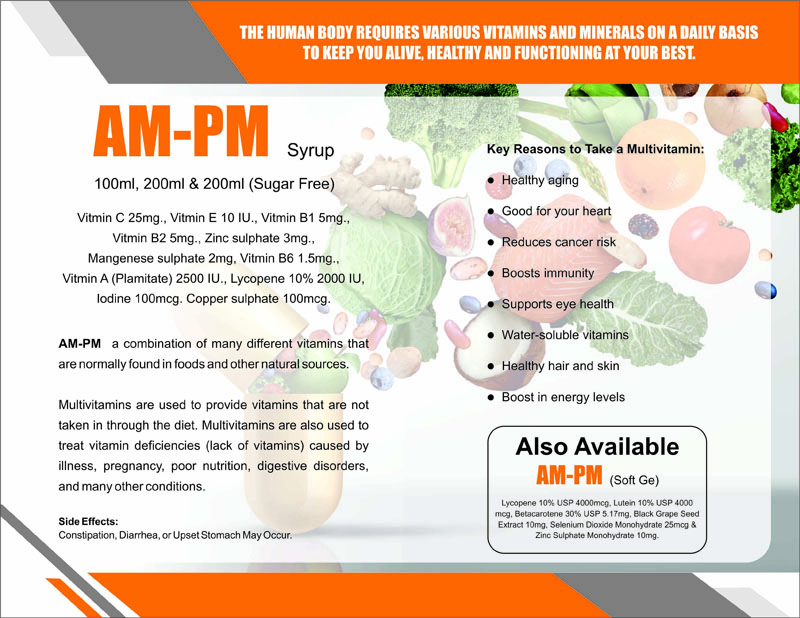 THE HUMAN BODY REQUIRES VARIOUS VITAMINS AND MINERALS ON A DAILY BASIS
TO KEEP YOU ALIVE, HEALTHY AND FUNCTIONING AT YOUR BEST.
AM-PM Syrup
100ml, 200ml & 200ml (Sugar Free)
Vitmin C 25mg., Vitmin E 10 IU., Vitmin B1 5mg.,
Vitmin B2 5mg., Zinc sulphate 3mg.,
Manganese sulphate 2mg, Vitmin B6 1.5mg.,
Vitmin A (Plamitate) 2500 IU., Lycopene 10% 2000 IU,
Iodine 100mcg. Copper sulphate 100mcg.
AM-PM a combination of many different vitamins that
are normally found in foods and other natural sources.
Multivitamins are used to provide vitamins that are not
taken in through the diet. Multivitamins are also used to
treat vitamin deficiencies (lack of vitamins) caused by
illness, pregnancy, poor nutrition, digestive disorders,
and many other conditions.
Side Effects:
Constipation, Diarrhea, or Upset Stomach May Occur.
Key Reasons to Take a Multivitamin:
● Healthy aging
● Good for your heart
● Reduces cancer risk
● Boosts immunity
● Supports eye health
● Water-soluble vitamins
● Healthy hair and skin
● Boost in energy levels
Also Available
AM-PM (Soft Ge)
Lycopene 10% USP 4000mcg, Lutein 10% USP 4000
mcg, Betacarotene 30% USP 5.17mg, Black Grape Seed
Extract 10mg, Selenium Dioxide Monohydrate 25mcg &
Zinc Sulphate Monohydrate 10mg.